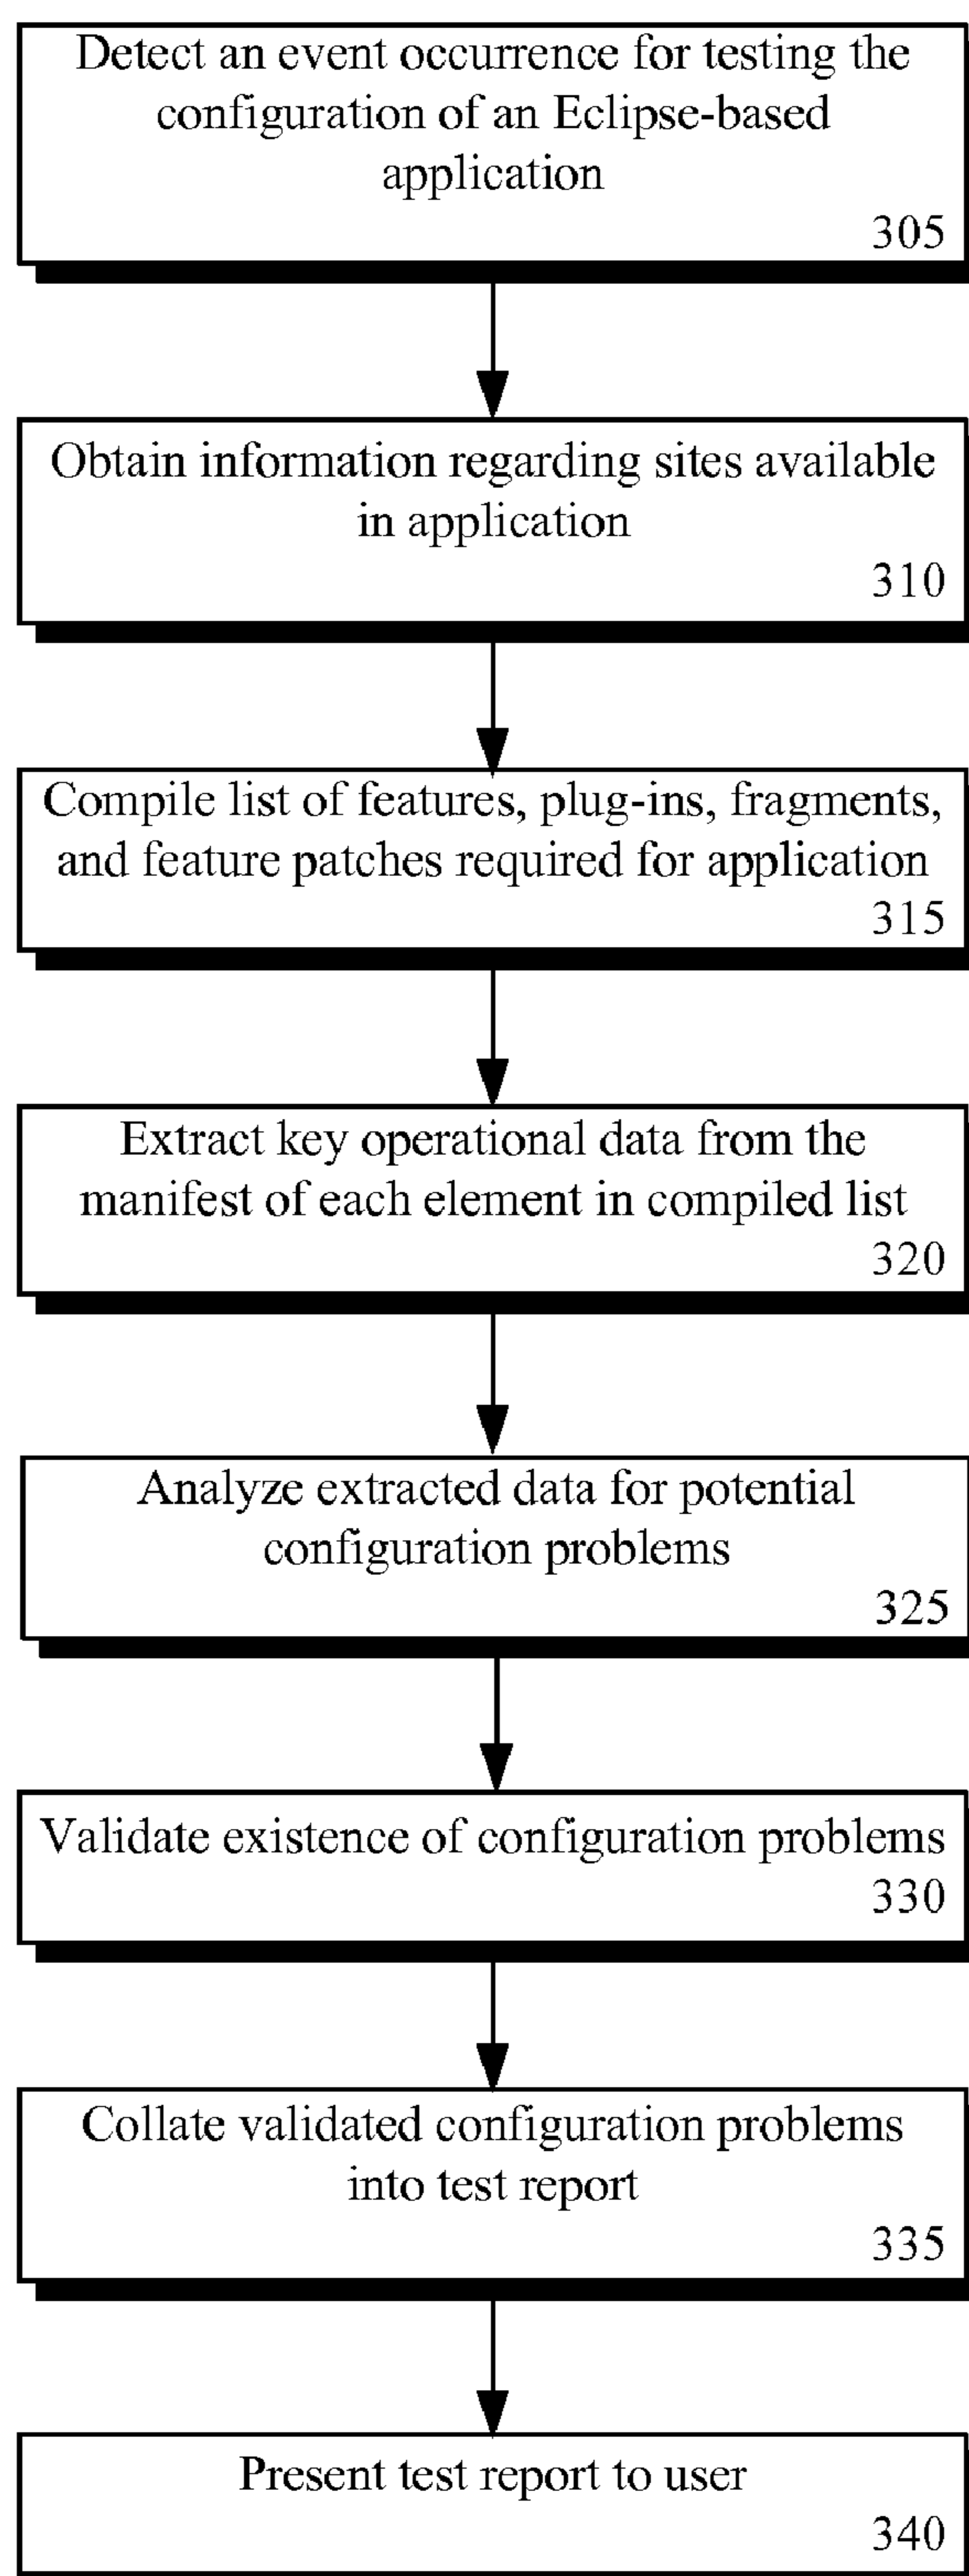 Detect an event occurrence for testing the
configuration of an Eclipse-based
application
305
Obtain information regarding sites available
in application
310
Compile list of features, plug-ins, fragments,
and feature patches required for application
315
Extract key operational data from the
manifest of each element in compiled list
320
Analyze extracted data for potential
configuration problems
325
Validate existence of configuration problems
330
Collate validated configuration problems
into test report
335
Present test report to user
340